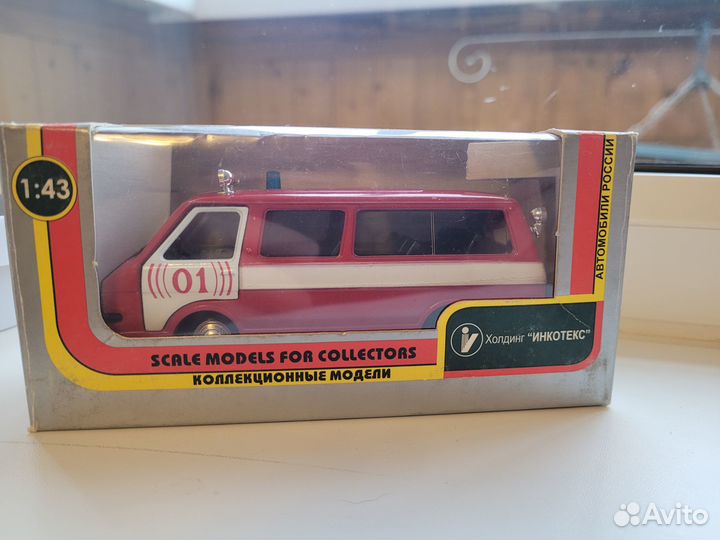 1:43
01
SCALE MODELS FOR COLLECTORS
КОЛЛЕКЦИОННЫЕ МОДЕЛИ
Холдинг "ИНКОТЕКС"
АВТОМОБИЛИ РОССИИ
Avito